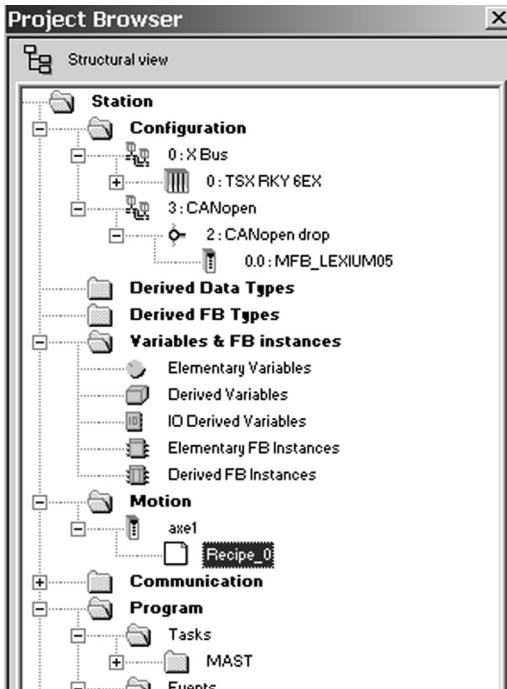 Project Browser
Structural view
Station
Configuration
0 : X Bus
0 : TSX RKY 6EX
3 : CANopen
2 : CANopen drop
0.0 : MFB_LEXIUM05
Derived Data Types
Derived FB Types
Variables & FB instances
Elementary Variables
Derived Variables
IO Derived Variables
Elementary FB Instances
Derived FB Instances
Motion
axe1
Recipe_0
Communication
Program
Tasks
MAST
Events